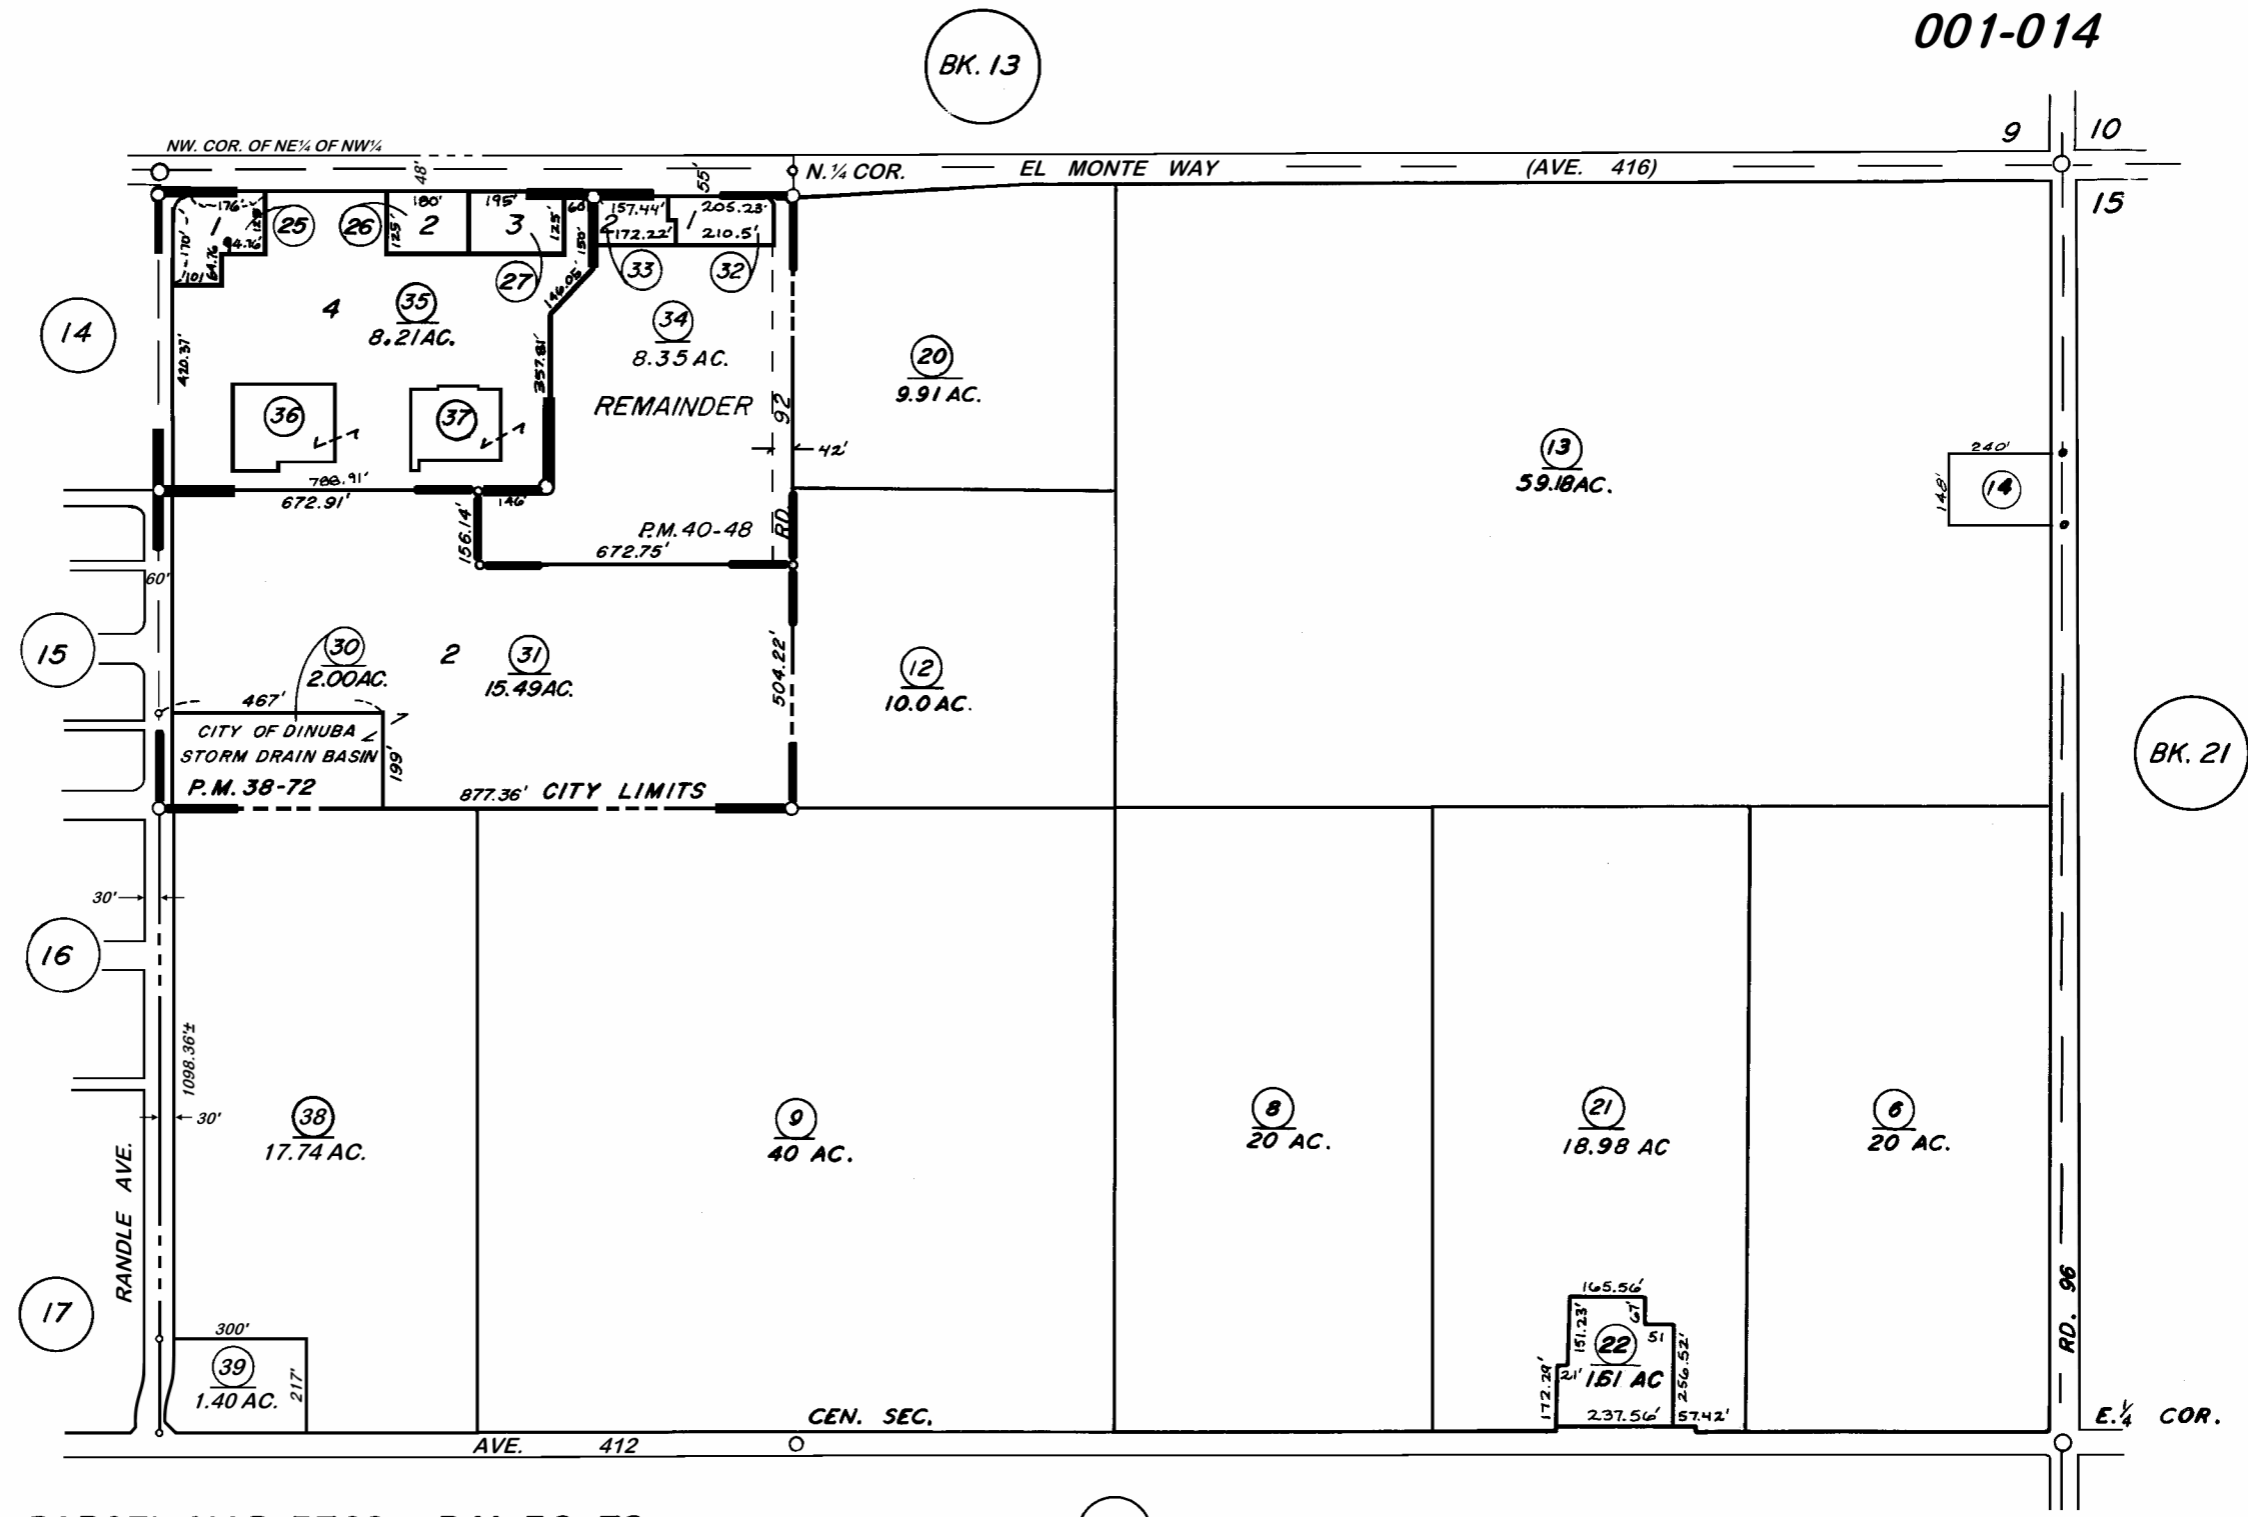 001-014
BK. 13
9
10
NW. COR. OF NE¼ OF NW¼
48'
55'
N.¼ COR.
EL MONTE WAY
(AVE. 416)
15
176'
125'
25
26
180'
195'
60'
157.44'
205.23'
1
2
3
2
1
170'
64.76'
101
125'
125'
150'
172.22'
210.5'
27
33
32
146.05'
14
4
35
8.21 AC.
34
8.35 AC.
20
9.91 AC.
420.37'
357.81'
36
37
REMAINDER
RD. 92
42'
13
59.18 AC.
240'
148'
14
788.91'
672.91'
146'
156.14'
P.M. 40-48
672.75'
60'
15
30
2.00 AC.
2
31
15.49 AC.
504.22'
12
10.0 AC.
467'
CITY OF DINUBA
STORM DRAIN BASIN
199'
P.M. 38-72
877.36'
CITY LIMITS
BK. 21
30'
16
1098.36'±
30'
38
17.74 AC.
9
40 AC.
8
20 AC.
21
18.98 AC
6
20 AC.
RANDLE AVE.
17
RD. 96
300'
39
1.40 AC.
217'
165.56'
151.23'
67'
22
51
21'
256.52'
172.29'
237.56'
57.42'
CEN. SEC.
E. ¼ COR.
AVE. 412